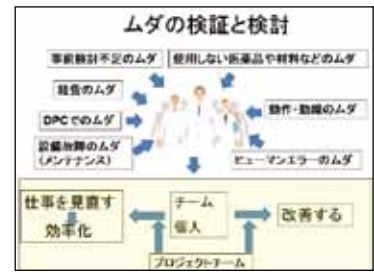 ムダの検証と検討
事前検討不足のムダ
使用しない医薬品や材料などのムダ
経営のムダ
DPCでのムダ
動作・動線のムダ
設備故障のムダ
(メンテナンス)
ヒューマンエラーのムダ
仕事を見直す
効率化
チーム
個人
改善する
プロジェクトチーム